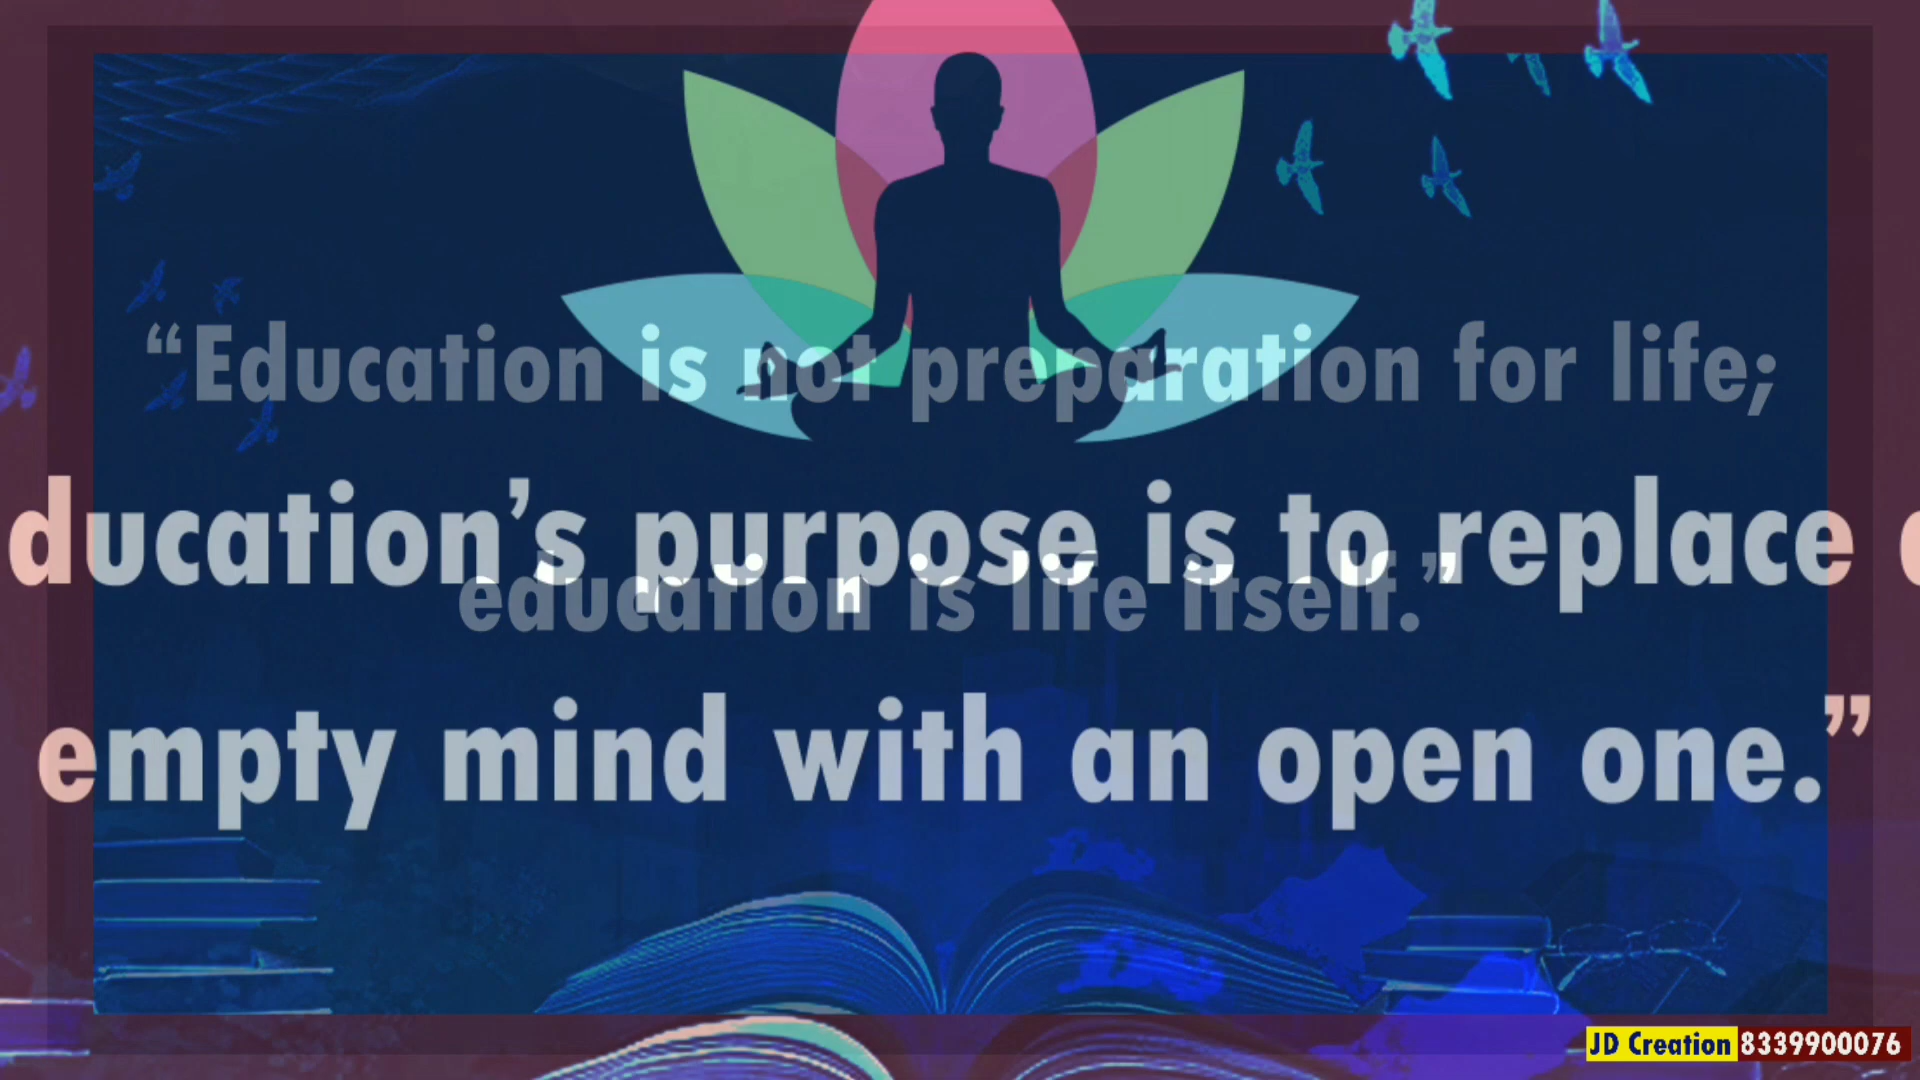 “Education is not preparation for life;
ducation’s purpose is to replace
education is life itself.”
empty mind with an open one.”
JD Creation 8339900076